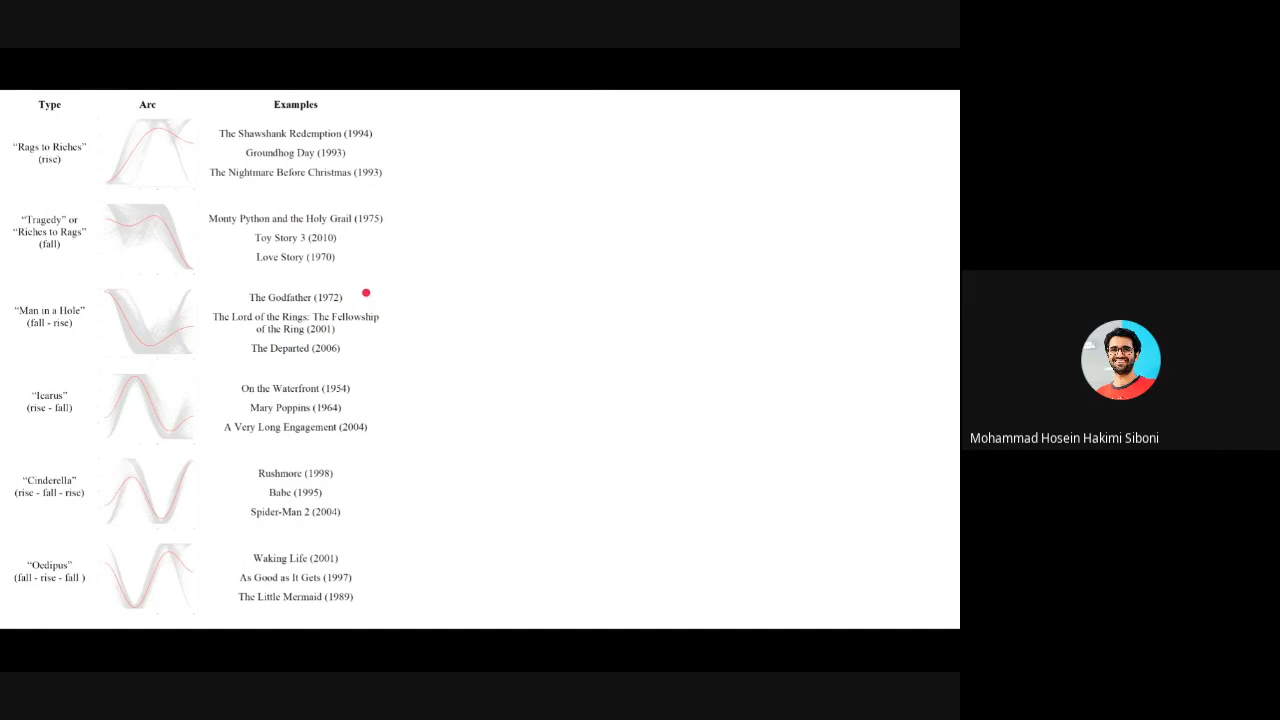 Type Arc Examples
“Rags to Riches”
(rise)
The Shawshank Redemption (1994)
Groundhog Day (1993)
The Nightmare Before Christmas (1993)
“Tragedy” or
“Riches to Rags”
(fall)
Monty Python and the Holy Grail (1975)
Toy Story 3 (2010)
Love Story (1970)
“Man in a Hole”
(fall - rise)
The Godfather (1972)
The Lord of the Rings: The Fellowship
of the Ring (2001)
The Departed (2006)
“Icarus”
(rise - fall)
On the Waterfront (1954)
Mary Poppins (1964)
A Very Long Engagement (2004)
“Cinderella”
(rise - fall - rise)
Rushmore (1998)
Babe (1995)
Spider-Man 2 (2004)
“Oedipus”
(fall - rise - fall )
Waking Life (2001)
As Good as It Gets (1997)
The Little Mermaid (1989)
Mohammad Hosein Hakimi Siboni